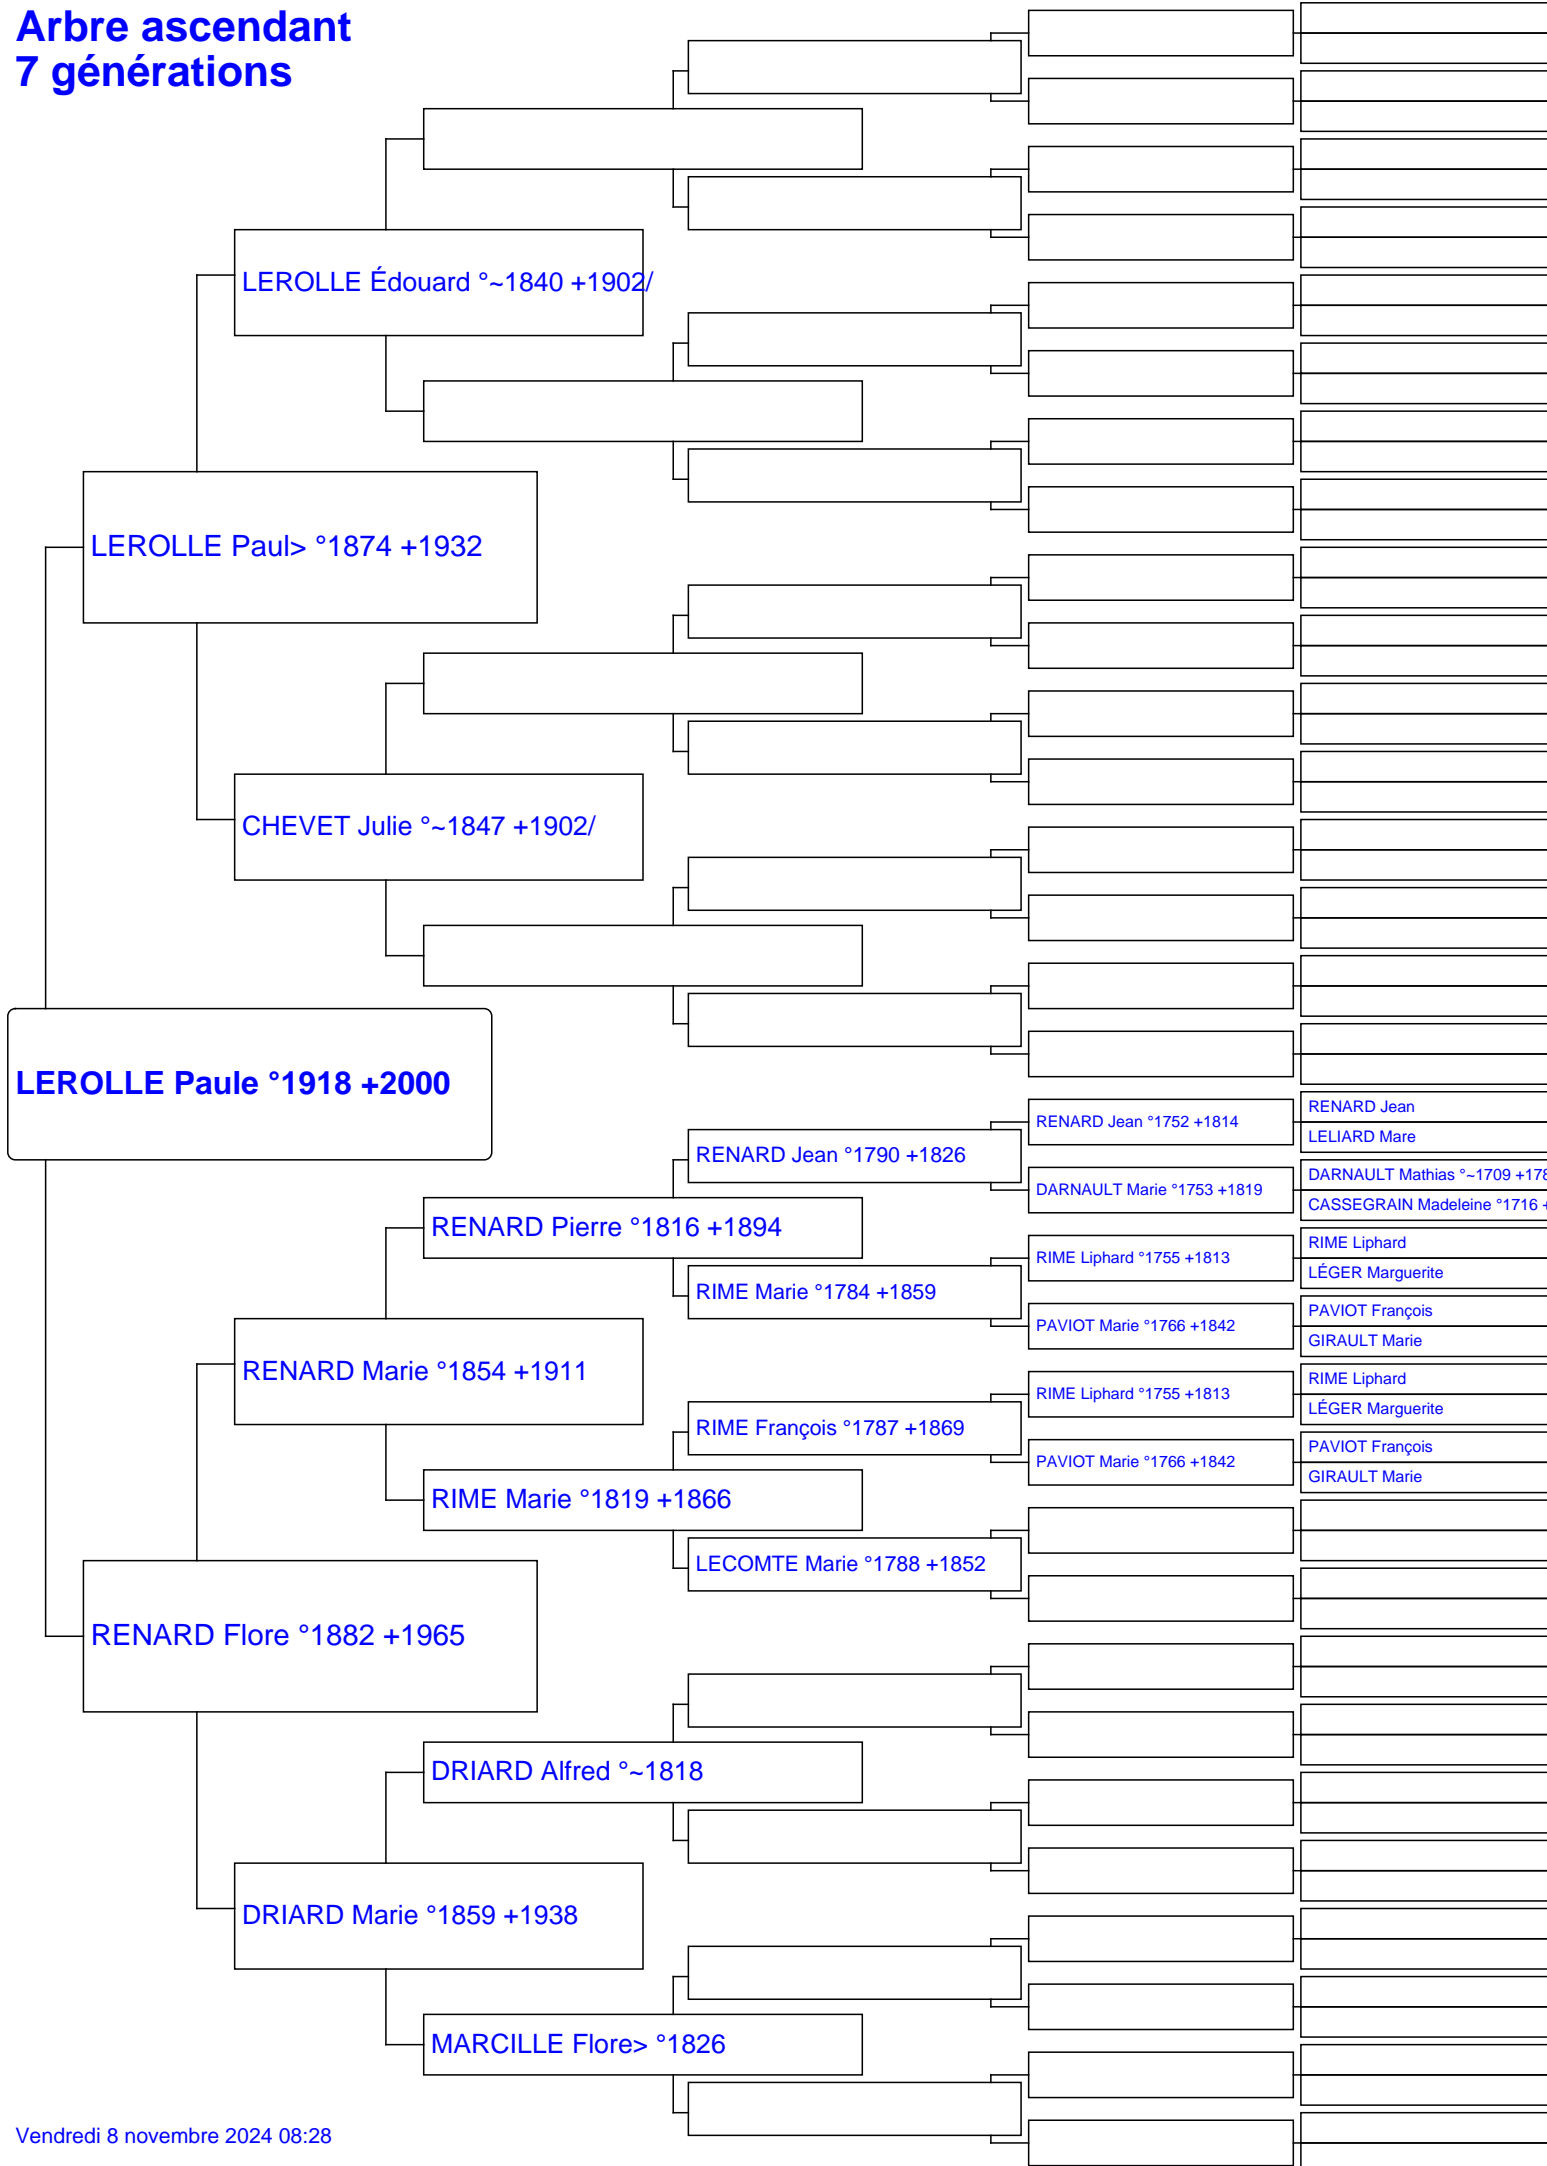 Arbre ascendant
7 générations
LEROLLE Édouard °~1840 +1902/
LEROLLE Paul> °1874 +1932
CHEVET Julie °~1847 +1902/
LEROLLE Paule °1918 +2000
RENARD Jean °1752 +1814
RENARD Jean
LELIARD Mare
RENARD Jean °1790 +1826
DARNAULT Marie °1753 +1819
DARNAULT Mathias °~1709 +178
CASSEGRAIN Madeleine °1716 +
RENARD Pierre °1816 +1894
RIME Liphard °1755 +1813
RIME Liphard
LÉGER Marguerite
RIME Marie °1784 +1859
PAVIOT Marie °1766 +1842
PAVIOT François
GIRAULT Marie
RENARD Marie °1854 +1911
RIME Liphard °1755 +1813
RIME Liphard
LÉGER Marguerite
RIME François °1787 +1869
PAVIOT Marie °1766 +1842
PAVIOT François
GIRAULT Marie
RIME Marie °1819 +1866
LECOMTE Marie °1788 +1852
RENARD Flore °1882 +1965
DRIARD Alfred °~1818
DRIARD Marie °1859 +1938
MARCILLE Flore> °1826
Vendredi 8 novembre 2024 08:28